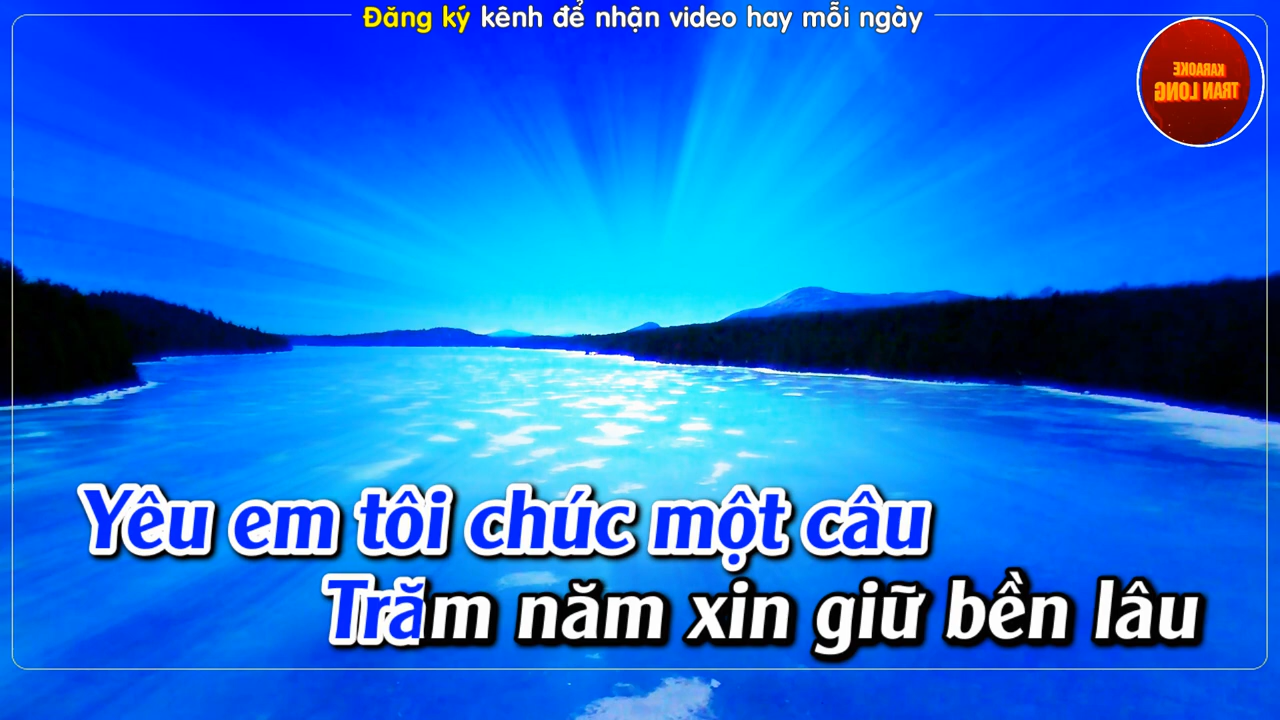 Đăng ký kênh để nhận video hay mỗi ngày
KARAOKE
TRAN LONG
Yêu em tôi chúc một câu
Trăm năm xin giữ bền lâu